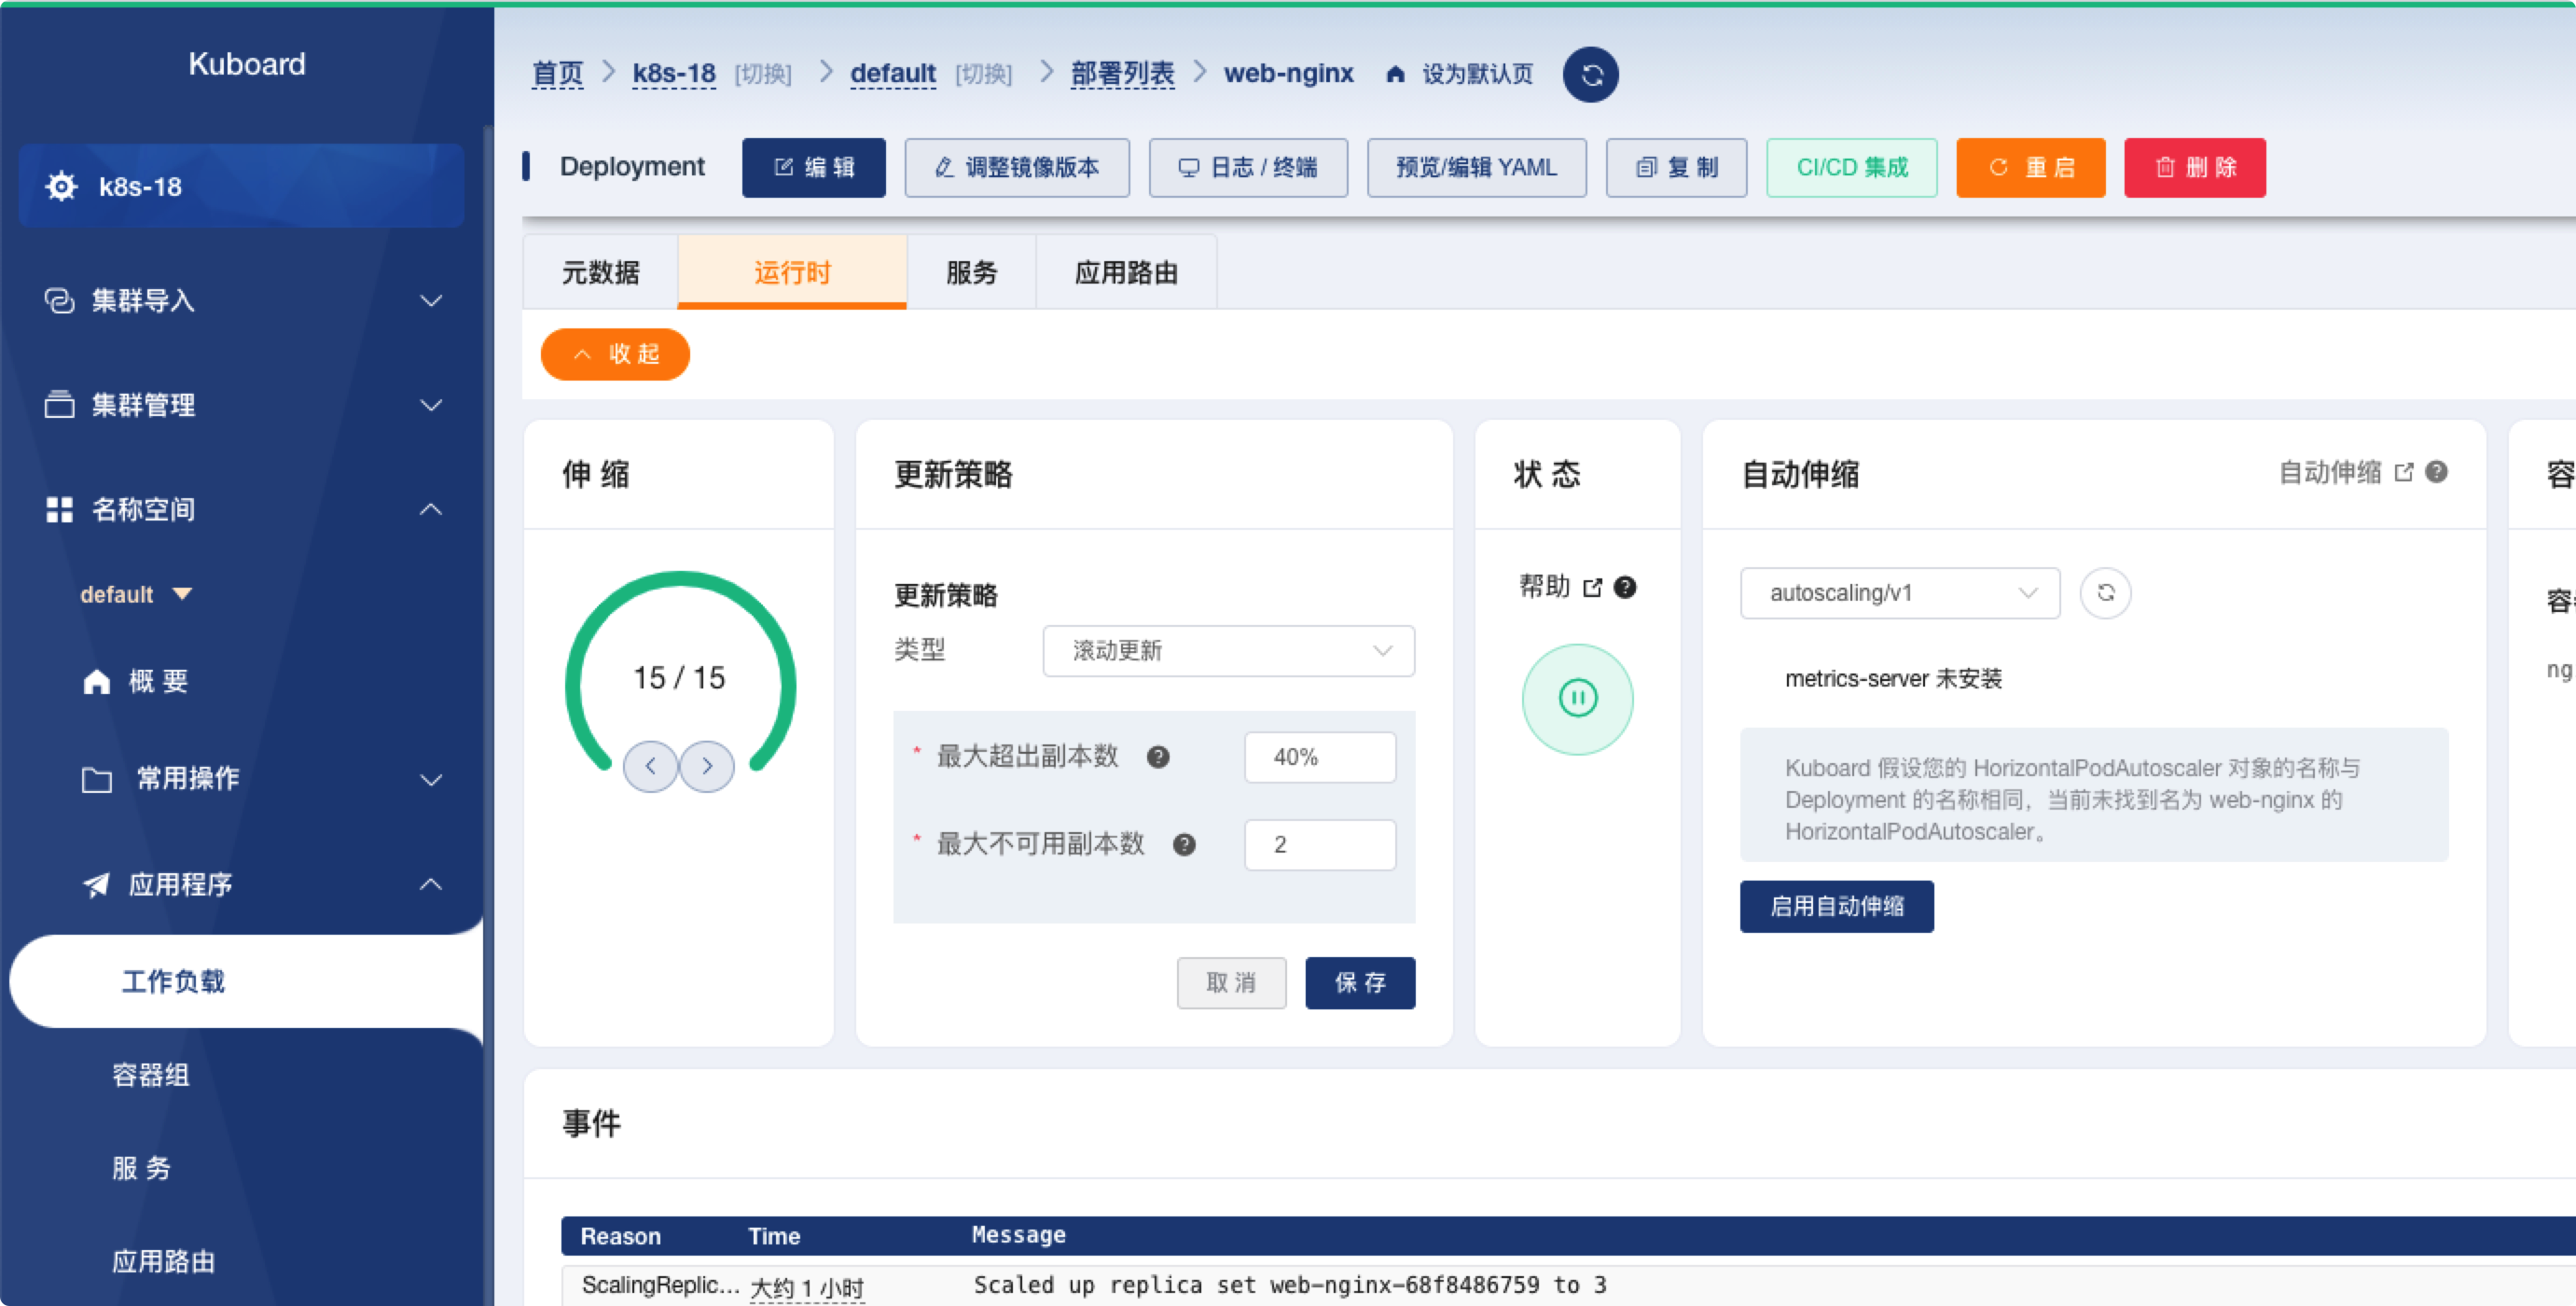 Kuboard
k8s-18
集群导入
集群管理
名称空间
default
概 要
常用操作
应用程序
工作负载
容器组
服 务
应用路由
首页 > k8s-18 [切换] > default [切换] > 部署列表 > web-nginx 设为默认页
Deployment 编 辑 调整镜像版本 日志 / 终端 预览/编辑 YAML 复 制 CI/CD 集成 重 启 删 除
元数据 运行时 服务 应用路由
收 起
伸 缩
15 / 15
更新策略
更新策略
类型 滚动更新
* 最大超出副本数 40%
* 最大不可用副本数 2
取 消 保 存
状 态
帮助
自动伸缩 自动伸缩
autoscaling/v1
metrics-server 未安装
Kuboard 假设您的 HorizontalPodAutoscaler 对象的名称与
Deployment 的名称相同，当前未找到名为 web-nginx 的
HorizontalPodAutoscaler。
启用自动伸缩
容
ng
事件
Reason Time Message
ScalingReplic... 大约 1 小时 Scaled up replica set web-nginx-68f8486759 to 3